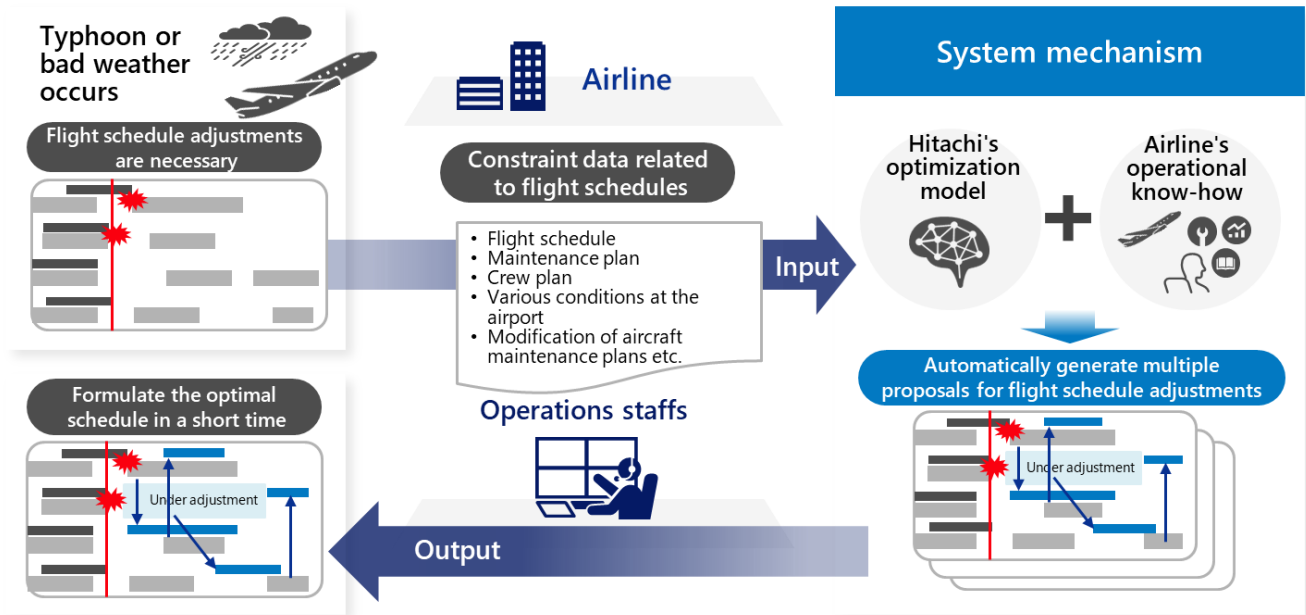 Typhoon or
bad weather
occurs
Flight schedule adjustments
are necessary
Airline
Constraint data related
to flight schedules
• Flight schedule
• Maintenance plan
• Crew plan
• Various conditions at the
airport
• Modification of aircraft
maintenance plans etc.
Input
System mechanism
Hitachi's
optimization
model
Airline's
operational
know-how
Automatically generate multiple
proposals for flight schedule adjustments
Under adjustment
Operations staffs
Output
Formulate the optimal
schedule in a short time
Under adjustment